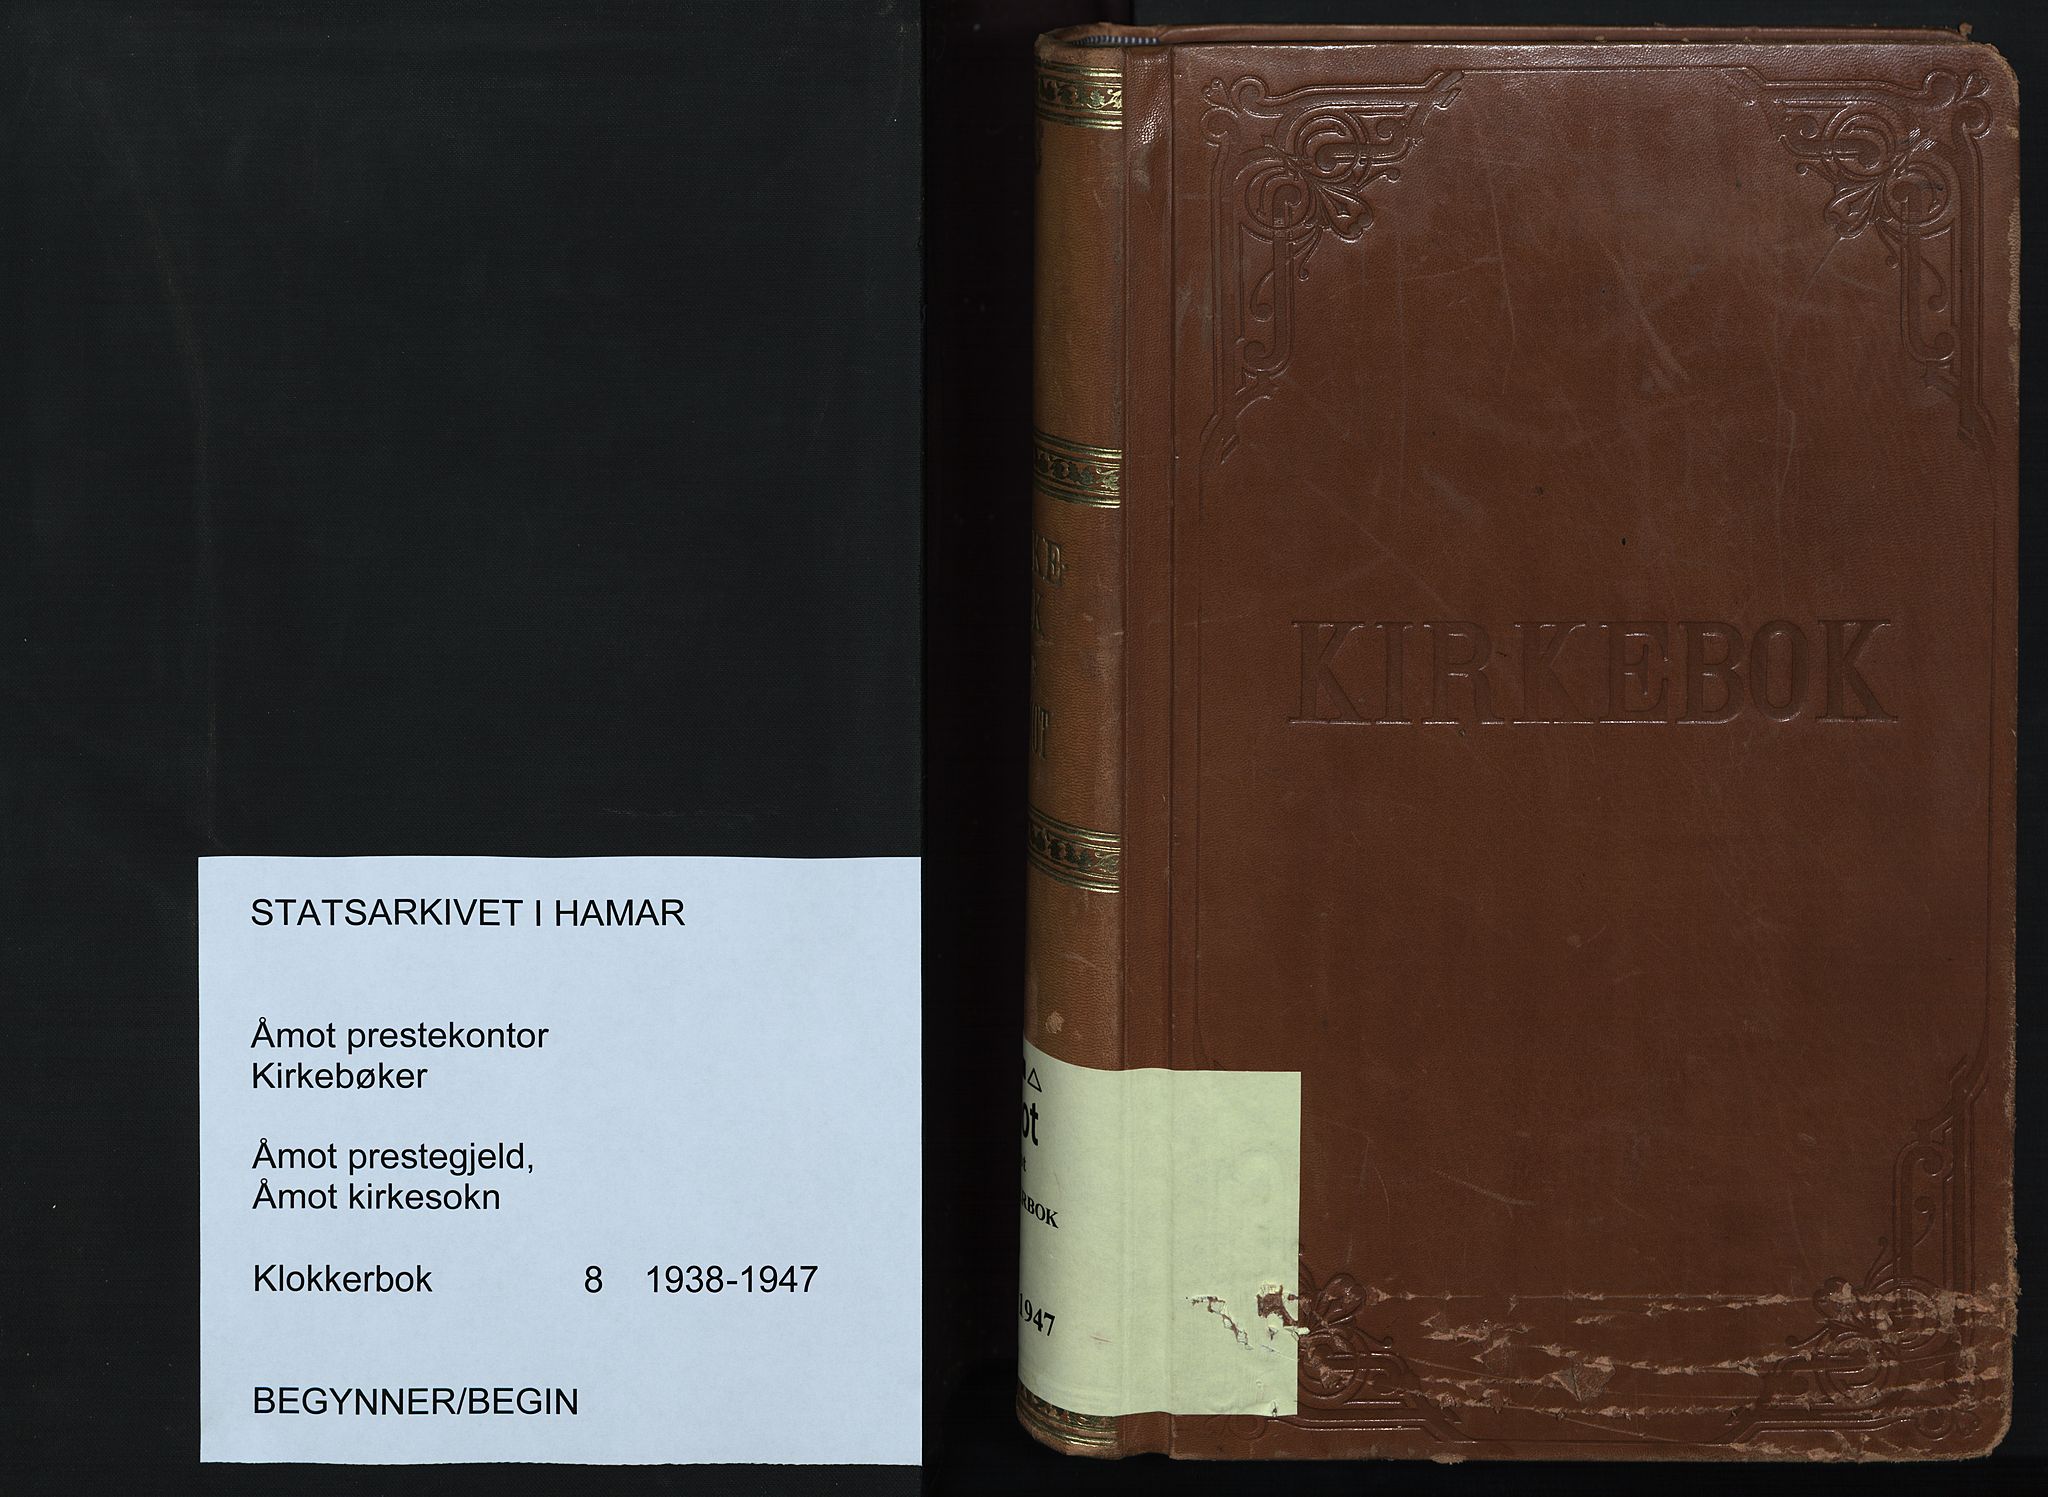 STATSARKIVET I HAMAR
Åmot prestekontor
Kirkebøker
Åmot prestegjeld,
Åmot kirkesokn
Klokkerbok 8 1938-1947
BEGYNNER/BEGIN
KIRKEBOK
1947